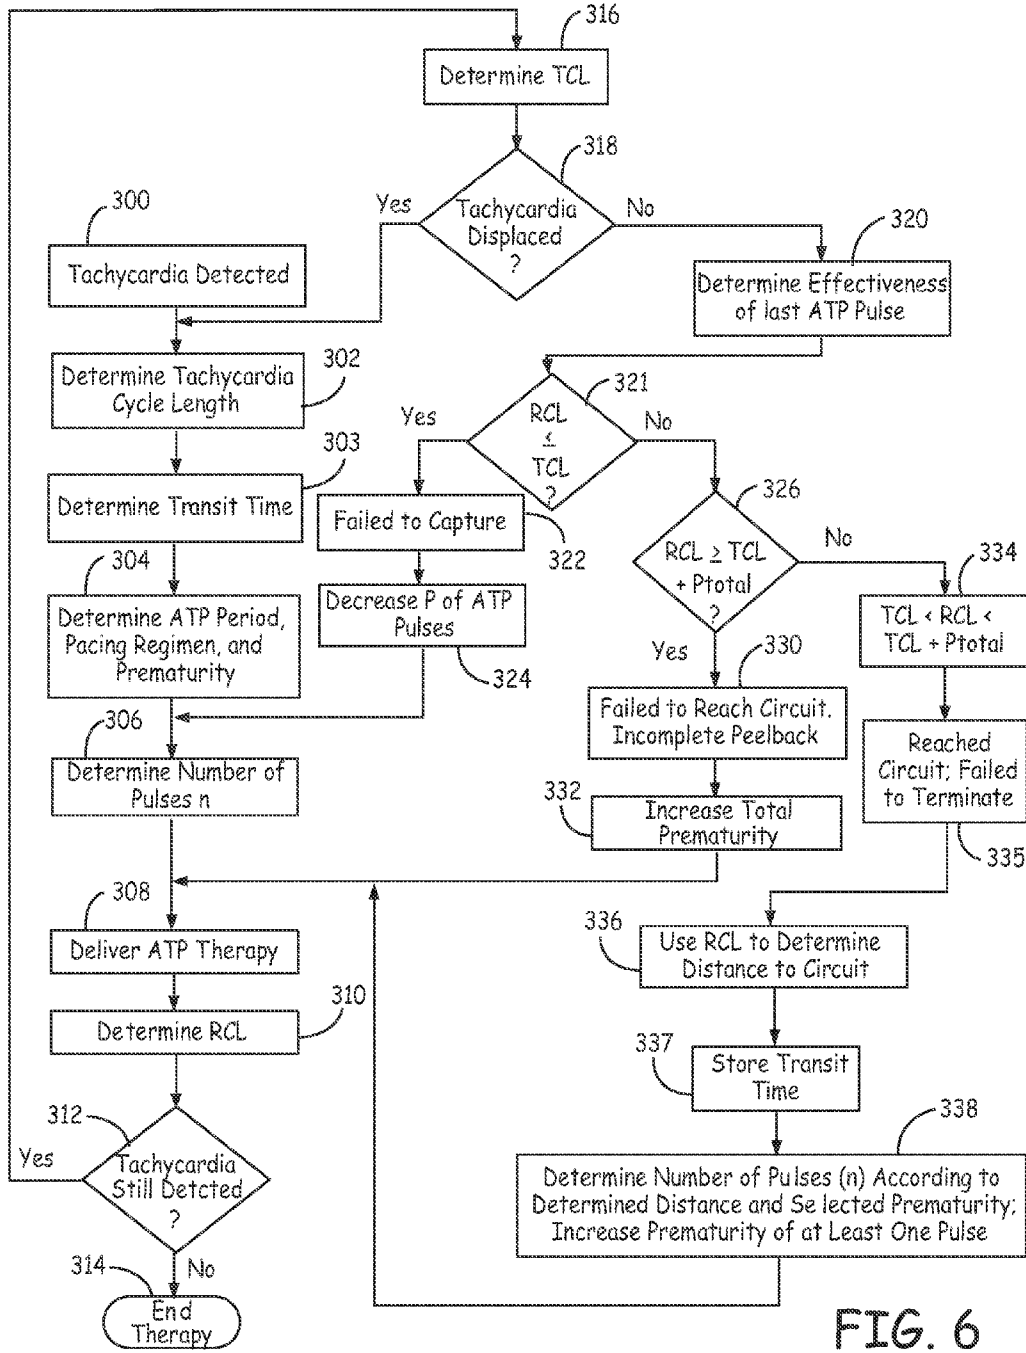 316
Determine TCL
318
Tachycardia
Displaced
?
Yes
No
300
Tachycardia Detected
320
Determine Effectiveness
of last ATP Pulse
302
Determine Tachycardia
Cycle Length
321
RCL
≤
TCL
?
Yes
No
303
Determine Transit Time
Failed to Capture
322
326
RCL ≥ TCL
+ Ptotal
?
No
Yes
334
TCL < RCL <
TCL + Ptotal
304
Determine ATP Period,
Pacing Regimen, and
Prematurity
Decrease P of ATP
Pulses
324
330
Failed to Reach Circuit.
Incomplete Peelback
Reached
Circuit; Failed
to Terminate
335
306
Determine Number of
Pulses n
332
Increase Total
Prematurity
308
Deliver ATP Therapy
336
Use RCL to Determine
Distance to Circuit
310
Determine RCL
337
Store Transit
Time
312
Yes
Tachycardia
Still Detcted
?
No
338
Determine Number of Pulses (n) According to
Determined Distance and Selected Prematurity;
Increase Prematurity of at Least One Pulse
314
End
Therapy
FIG. 6